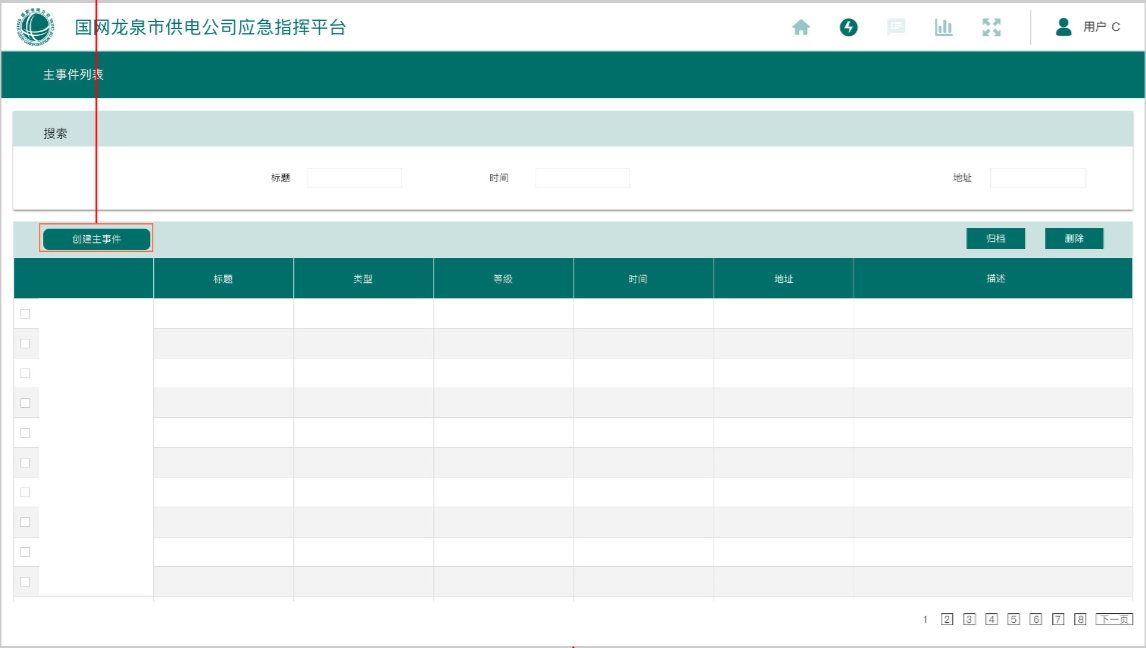 国网龙泉市供电公司应急指挥平台
用户 C
主事件列表
搜索
标题 时间 地址
创建主事件 归档 删除
标题 类型 等级 时间 地址 描述
1 2 3 4 5 6 7 8 下一页